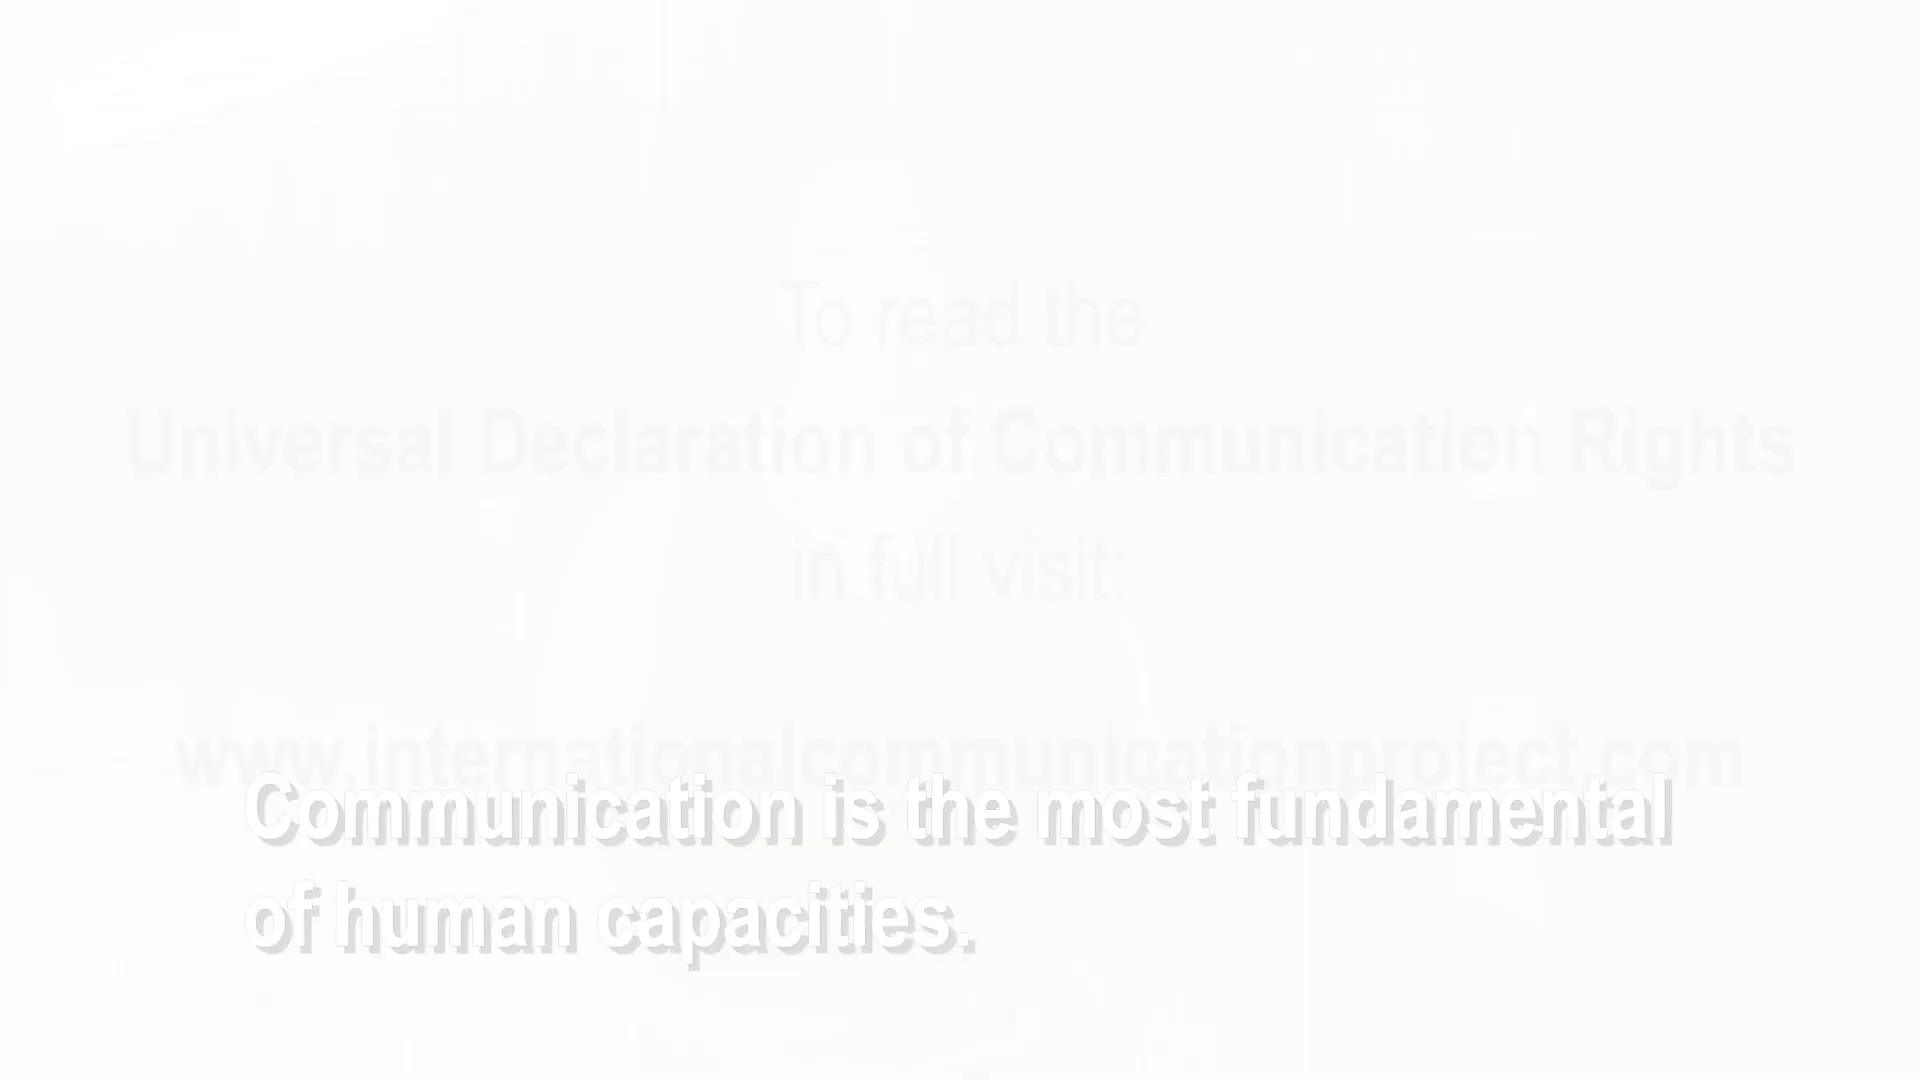 To read the
Universal Declaration of Communication Rights
in full visit:
www.internationalcommunicationproject.com
Communication is the most fundamental
of human capacities.